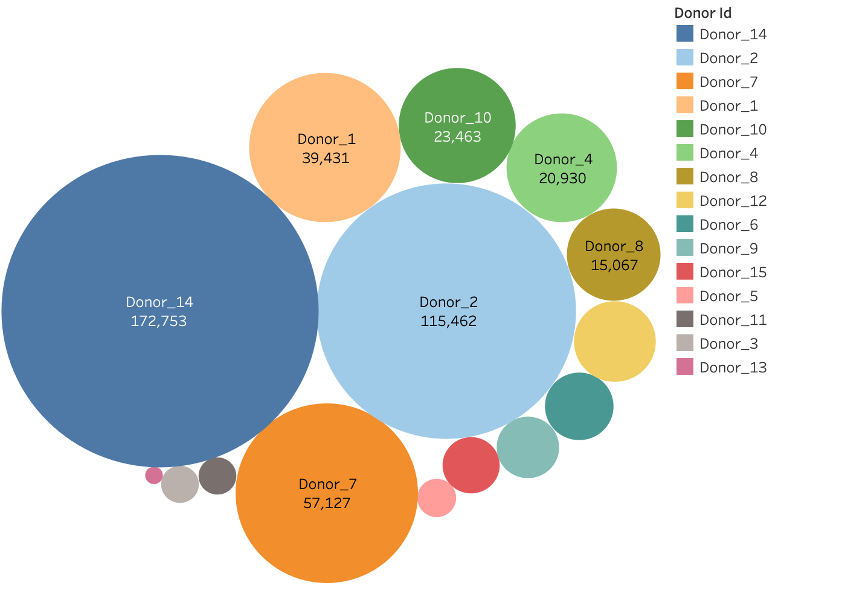 Donor Id
Donor_14
Donor_2
Donor_7
Donor_1
Donor_10
Donor_4
Donor_8
Donor_12
Donor_6
Donor_9
Donor_15
Donor_5
Donor_11
Donor_3
Donor_13
Donor_10
23,463
Donor_1
39,431
Donor_4
20,930
Donor_8
15,067
Donor_14
172,753
Donor_2
115,462
Donor_7
57,127